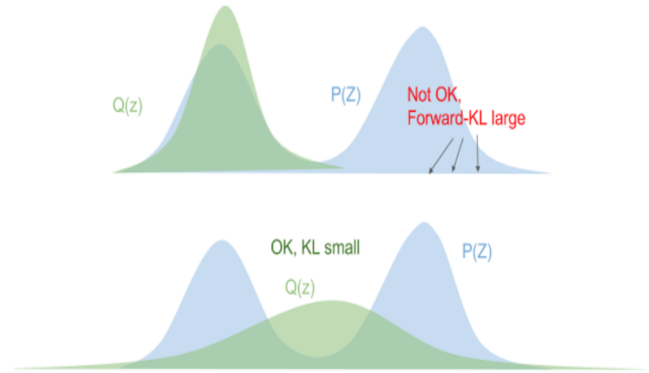 Q(z)
P(Z)
Not OK,
Forward-KL large
OK, KL small
Q(z)
P(Z)